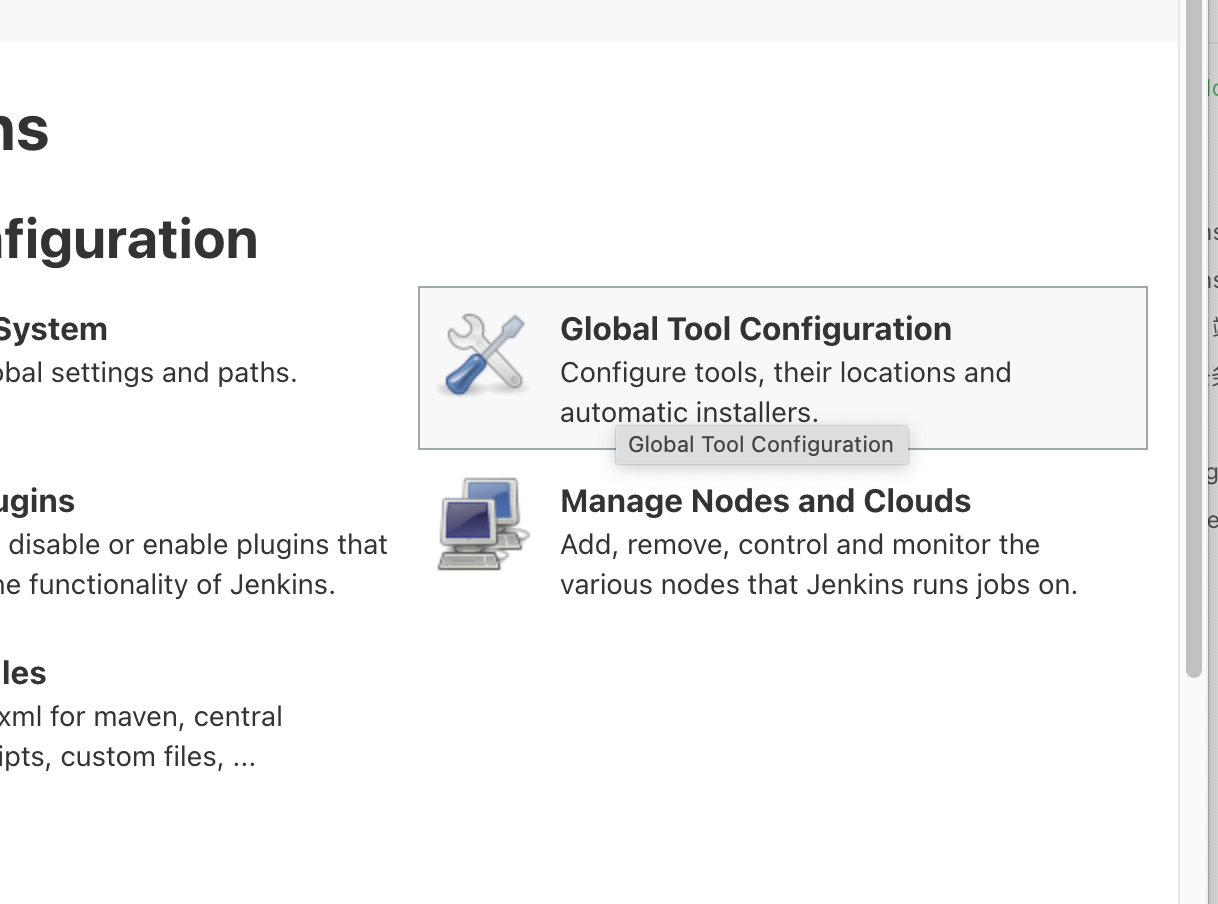 ns
nfiguration
System
obal settings and paths.
Global Tool Configuration
Configure tools, their locations and
automatic installers.
Global Tool Configuration
ugins
disable or enable plugins that
he functionality of Jenkins.
Manage Nodes and Clouds
Add, remove, control and monitor the
various nodes that Jenkins runs jobs on.
les
xml for maven, central
ipts, custom files, ...